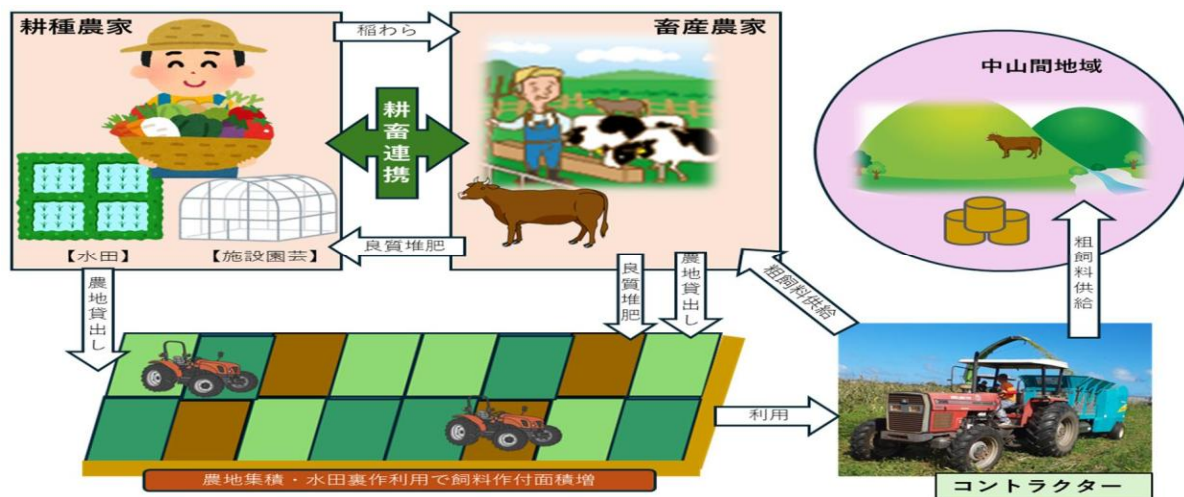 耕種農家
稲わら
畜産農家
中山間地域
耕畜連携
良質堆肥
【水田】
【施設園芸】
農地貸出し
良質堆肥
農地貸出し
粗飼料供給
粗飼料供給
利用
農地集積・水田裏作利用で飼料作付面積増
コントラクター